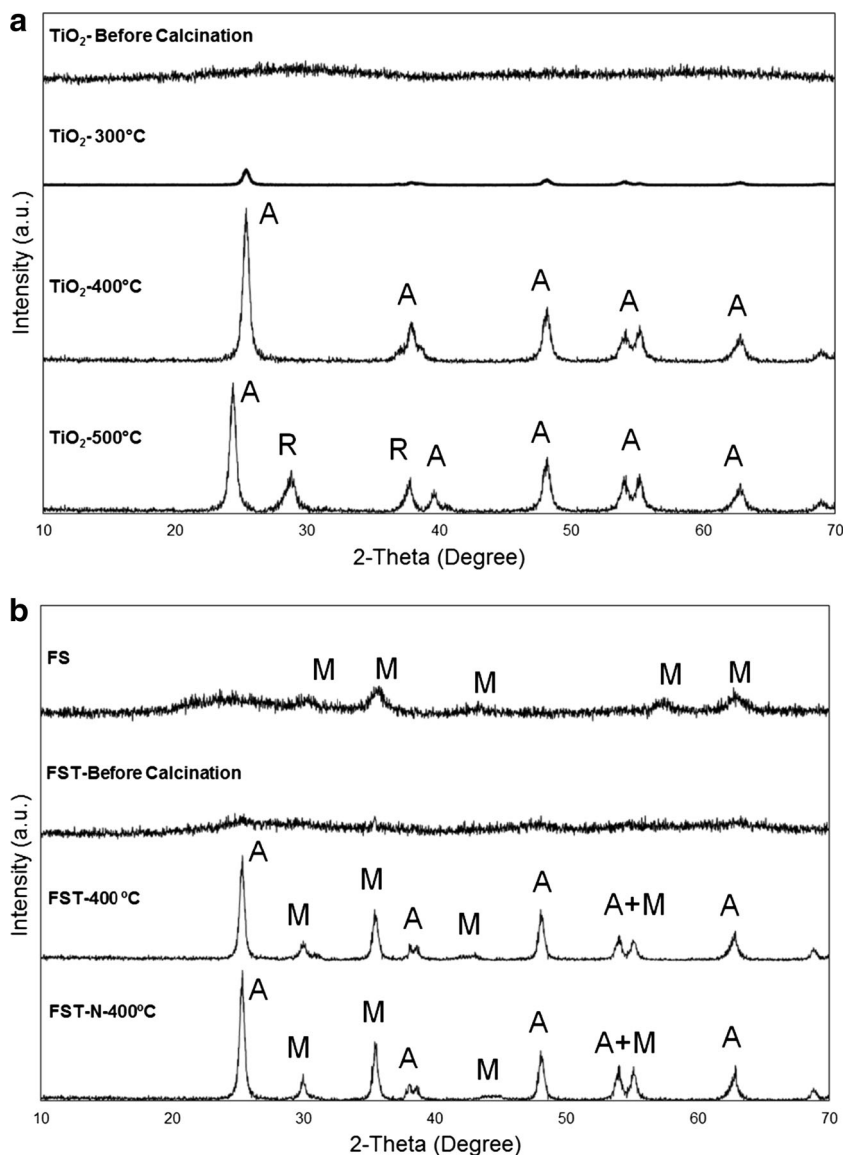 a
TiO₂- Before Calcination
TiO₂- 300°C
A
TiO₂-400°C
A
A
A
A
A
TiO₂-500°C
R
R
A
A
A
A
Intensity (a.u.)
10 20 30 40 50 60 70
2-Theta (Degree)
b
FS
M
M
M
M
M
FST-Before Calcination
A
FST-400 ºC
M
M
A
M
A
A+M
A
FST-N-400ºC
A
M
M
A
M
A
A+M
A
Intensity (a.u.)
10 20 30 40 50 60 70
2-Theta (Degree)